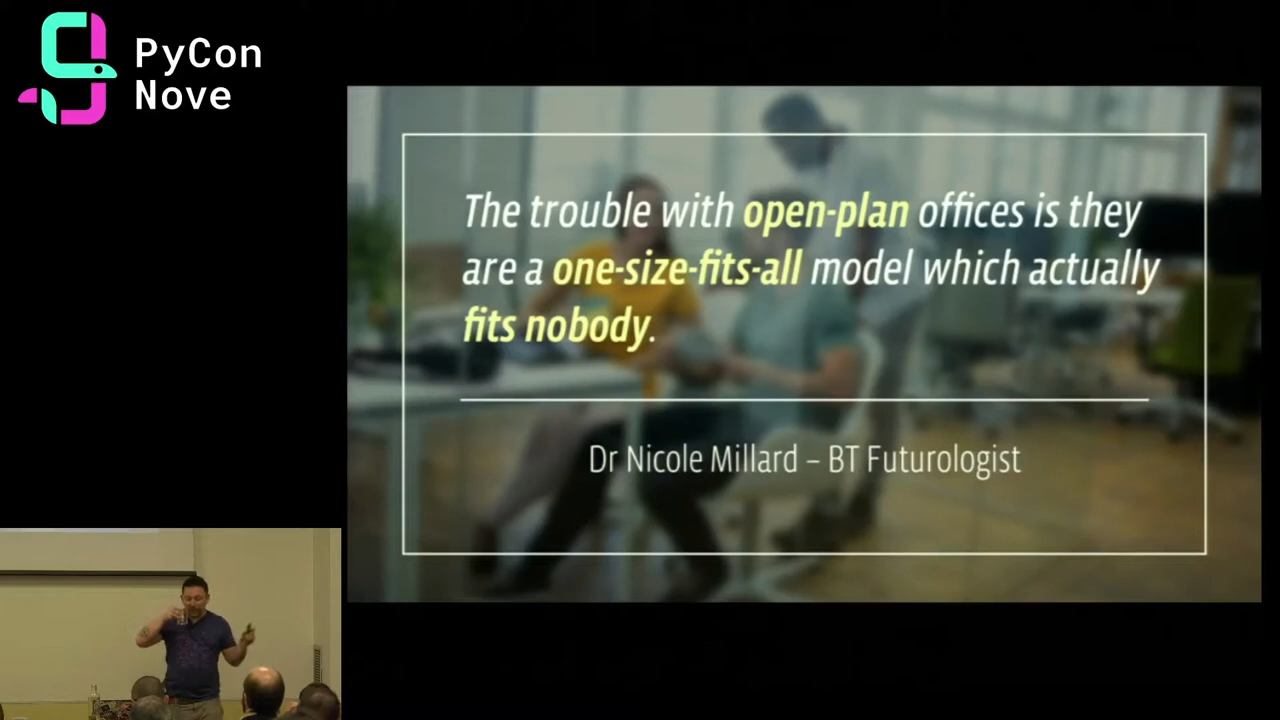 PyCon
Nove
The trouble with open-plan offices is they
are a one-size-fits-all model which actually
fits nobody.
Dr Nicole Millard – BT Futurologist